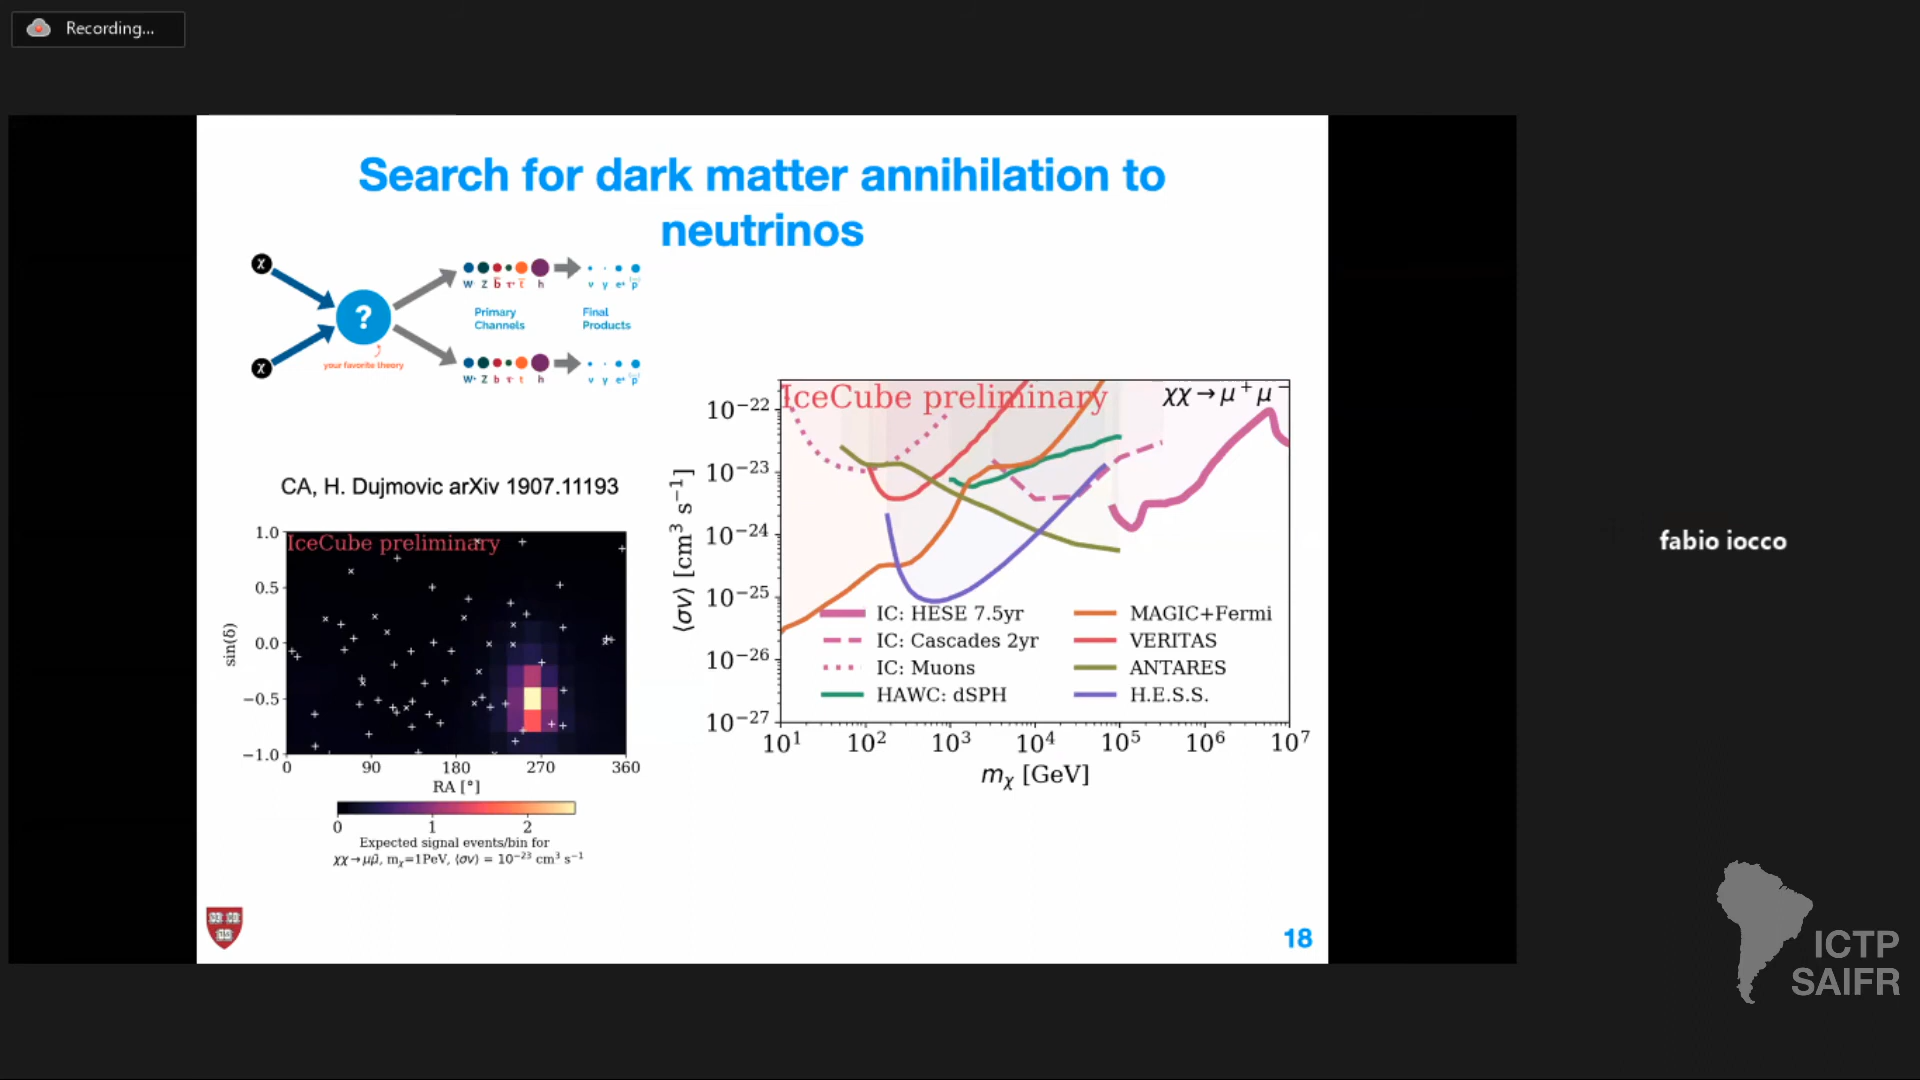 Recording...
Search for dark matter annihilation to
neutrinos
χ
?
your favorite theory
χ
W⁻ Z b̄ τ⁺ t̄ h
ν γ e⁺ p
Primary
Channels
Final
Products
W⁺ Z b τ⁻ t h
ν γ e⁺ p
CA, H. Dujmovic arXiv 1907.11193
IceCube preliminary
1.0
0.5
0.0
−0.5
−1.0
sin(δ)
0 90 180 270 360
RA [°]
0 1 2
Expected signal events/bin for
χχ→μμ̄, mχ=1PeV, ⟨σν⟩ = 10⁻²³ cm³ s⁻¹
IceCube preliminary
χχ→μ⁺μ⁻
10⁻²²
10⁻²³
10⁻²⁴
10⁻²⁵
10⁻²⁶
10⁻²⁷
⟨σν⟩ [cm³ s⁻¹]
IC: HESE 7.5yr
IC: Cascades 2yr
IC: Muons
HAWC: dSPH
MAGIC+Fermi
VERITAS
ANTARES
H.E.S.S.
10¹ 10² 10³ 10⁴ 10⁵ 10⁶ 10⁷
mχ [GeV]
18
fabio iocco
ICTP
SAIFR